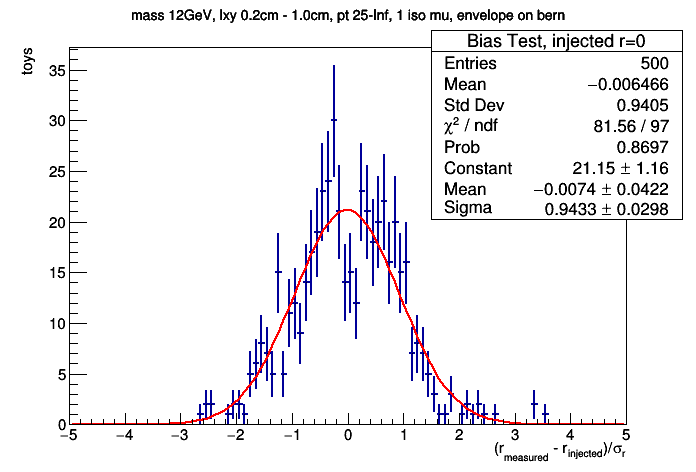 mass 12GeV, lxy 0.2cm - 1.0cm, pt 25-Inf, 1 iso mu, envelope on bern
toys
Bias Test, injected r=0
Entries 500
Mean −0.006466
Std Dev 0.9405
χ² / ndf 81.56 / 97
Prob 0.8697
Constant 21.15 ± 1.16
Mean −0.0074 ± 0.0422
Sigma 0.9433 ± 0.0298
35
30
25
20
15
10
5
0
−5 −4 −3 −2 −1 0 1 2 3 4 5
(r_measured - r_injected)/σ_r